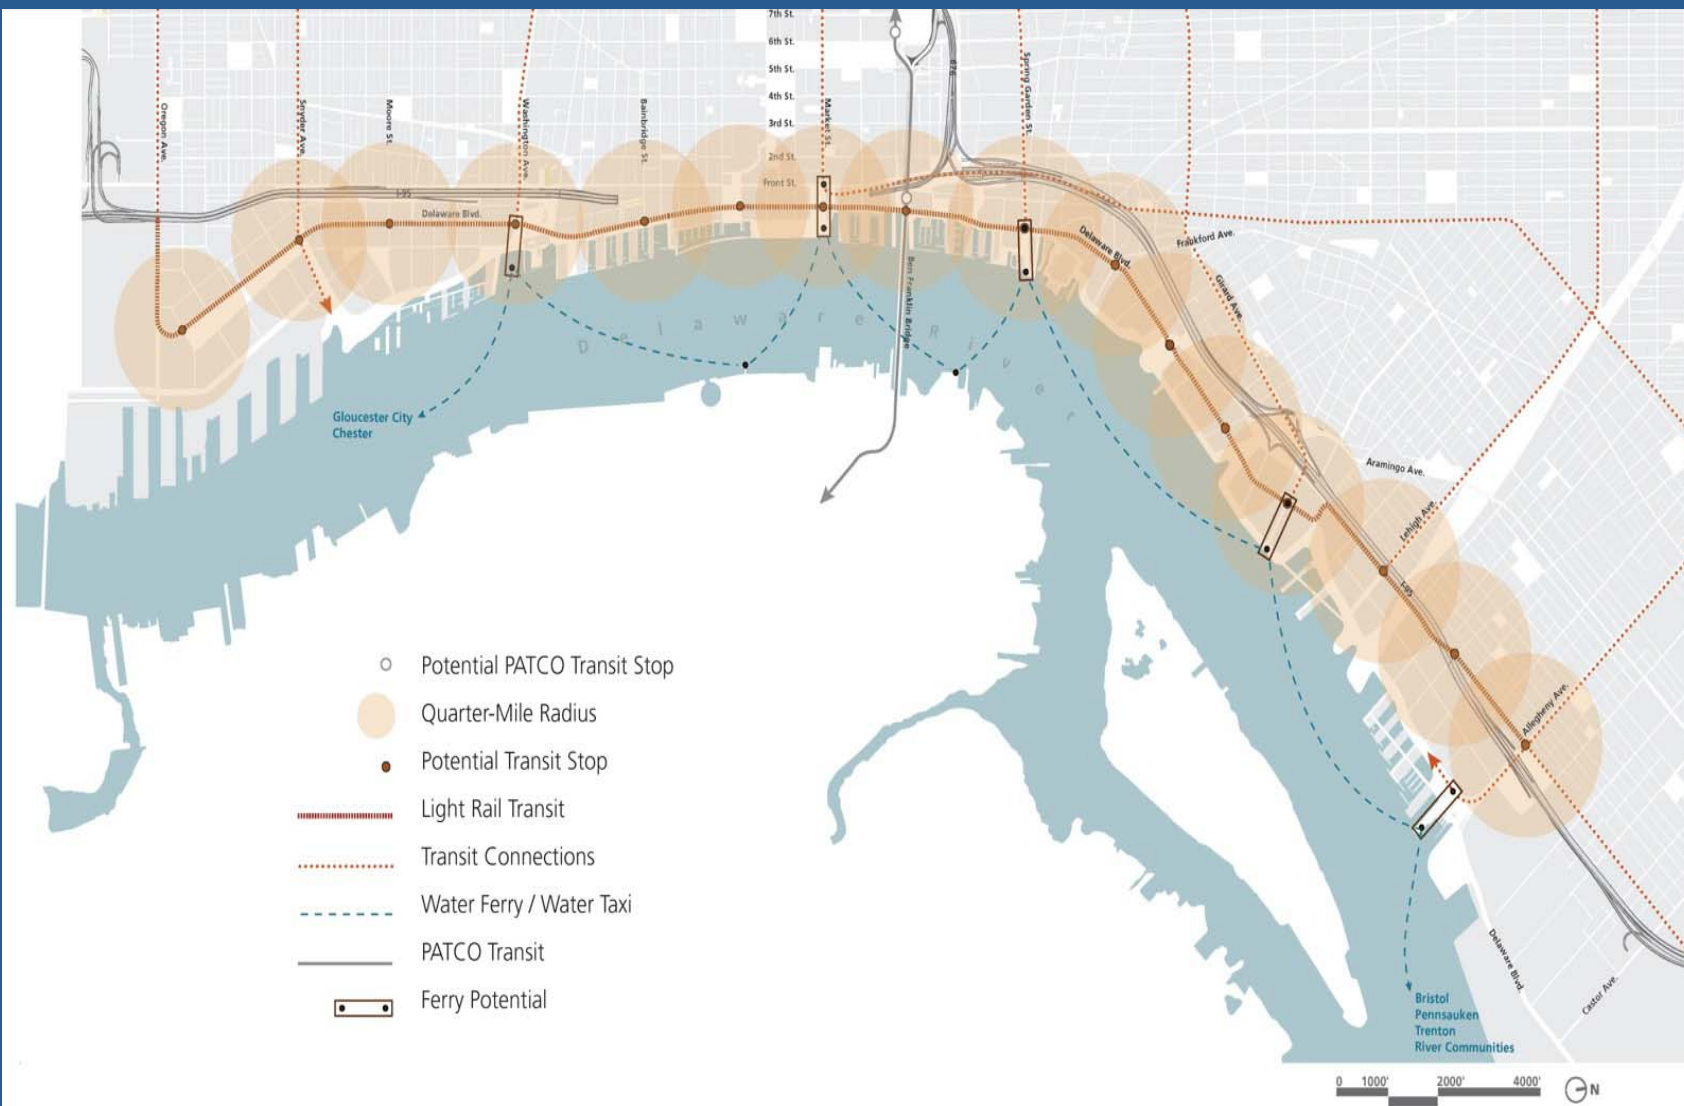 7th St.
6th St.
5th St.
4th St.
3rd St.
2nd St.
Front St.
Oregon Ave.
Snyder Ave.
Moore St.
Washington Ave.
Bainbridge St.
Market St.
676
Spring Garden St.
I-95
Delaware Blvd.
Delaware Blvd.
Frankford Ave.
Girard Ave.
Ben Franklin Bridge
Delaware River
Gloucester City
Chester
Aramingo Ave.
Lehigh Ave.
I-95
Allegheny Ave.
Potential PATCO Transit Stop
Quarter-Mile Radius
Potential Transit Stop
Light Rail Transit
Transit Connections
Water Ferry / Water Taxi
PATCO Transit
Ferry Potential
Delaware Blvd.
Castor Ave.
Bristol
Pennsauken
Trenton
River Communities
0 1000' 2000' 4000'
N